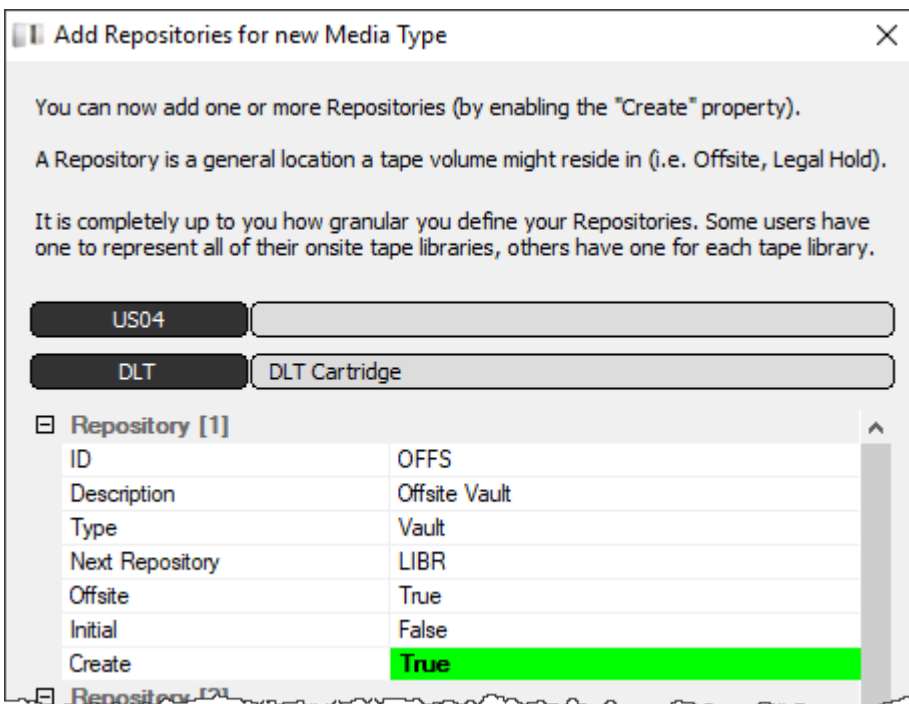 Add Repositories for new Media Type
You can now add one or more Repositories (by enabling the "Create" property).
A Repository is a general location a tape volume might reside in (i.e. Offsite, Legal Hold).
It is completely up to you how granular you define your Repositories. Some users have
one to represent all of their onsite tape libraries, others have one for each tape library.
US04
DLT DLT Cartridge
Repository [1]
ID OFFS
Description Offsite Vault
Type Vault
Next Repository LIBR
Offsite True
Initial False
Create True
Repository [2]